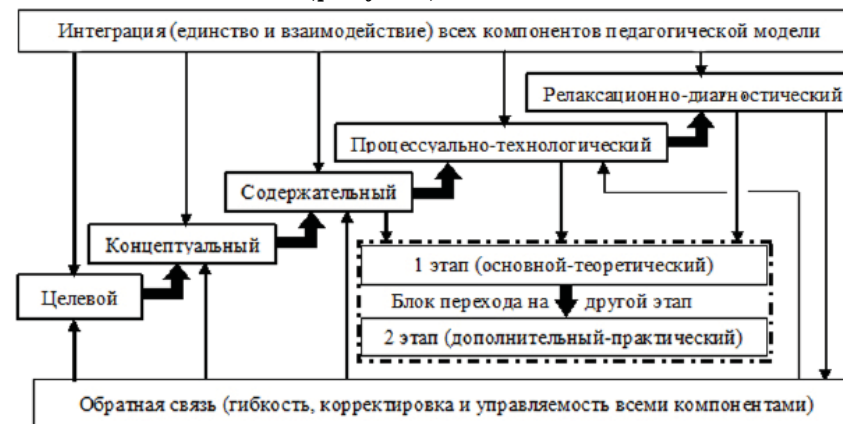 Интеграция (единство и взаимодействие) всех компонентов педагогической модели
Релаксационно-диагностический
Процессуально-технологический
Содержательный
Концептуальный
Целевой
1 этап (основной-теоретический)
Блок перехода на другой этап
2 этап (дополнительный-практический)
Обратная связь (гибкость, корректировка и управляемость всеми компонентами)